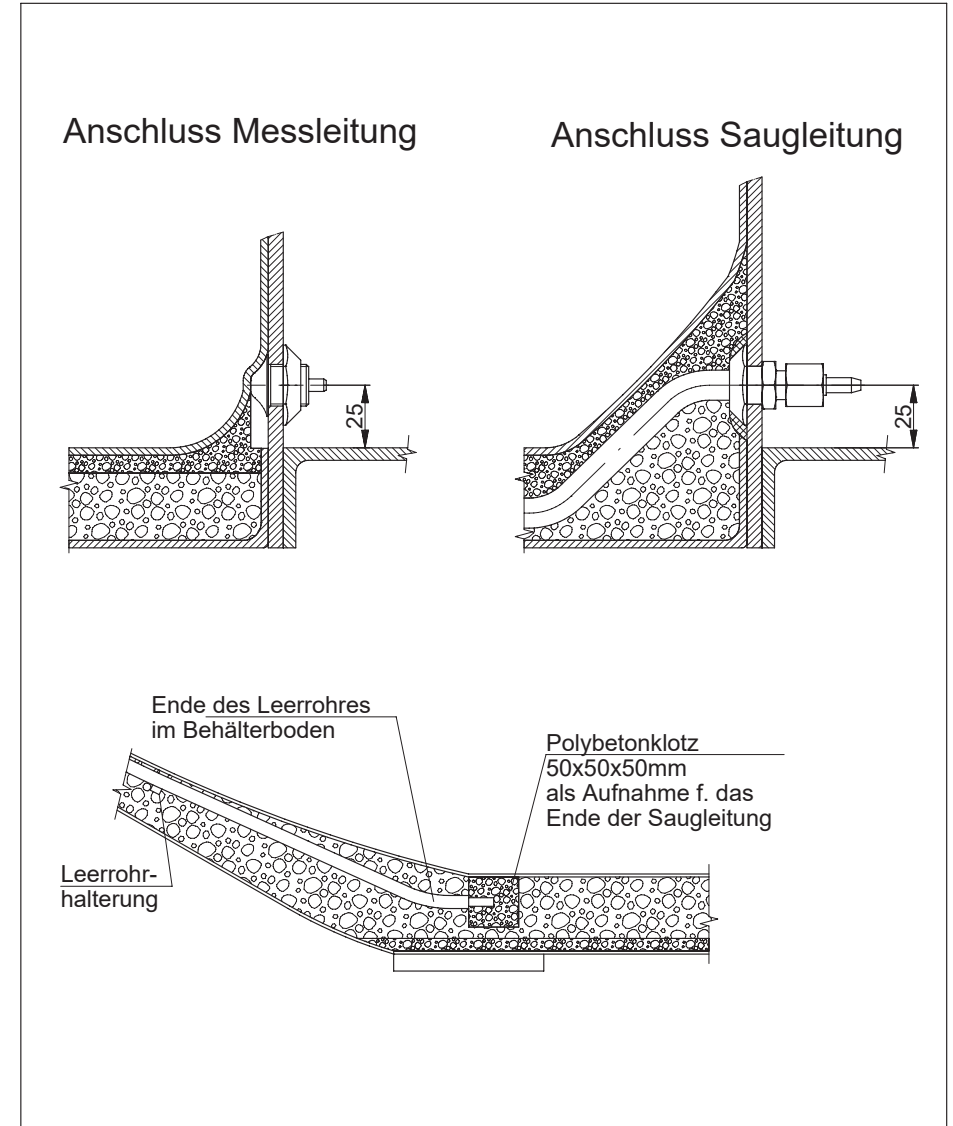 Anschluss Messleitung
Anschluss Saugleitung
25
25
Ende des Leerrohres
im Behälterboden
Polybetonklotz
50x50x50mm
als Aufnahme f. das
Ende der Saugleitung
Leerrohr-
halterung